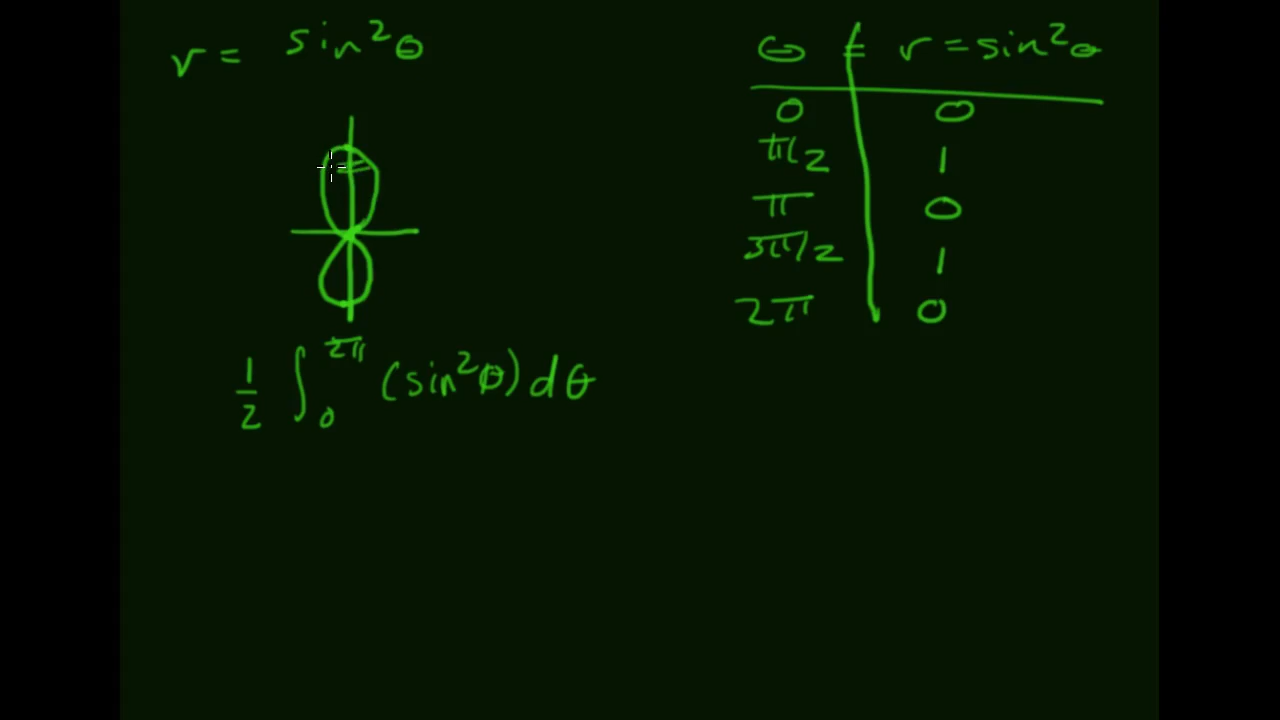 r = sin²θ
θ r = sin²θ
0 0
π/2 1
π 0
3π/2 1
2π 0
1/2 ∫₀^2π (sin²θ) dθ